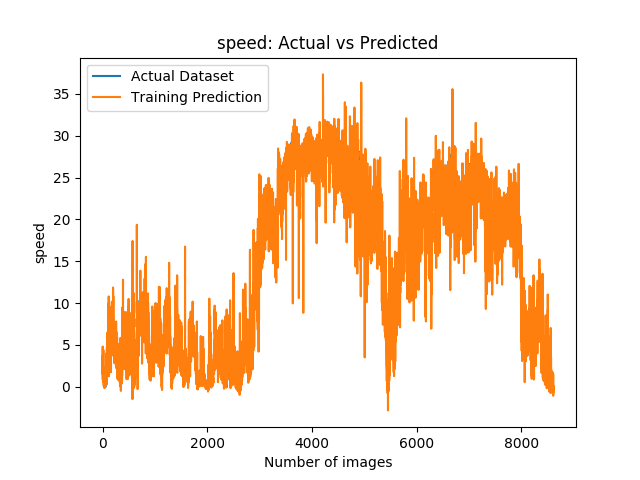 speed: Actual vs Predicted
Actual Dataset
Training Prediction
35
30
25
20
15
10
5
0
speed
0 2000 4000 6000 8000
Number of images